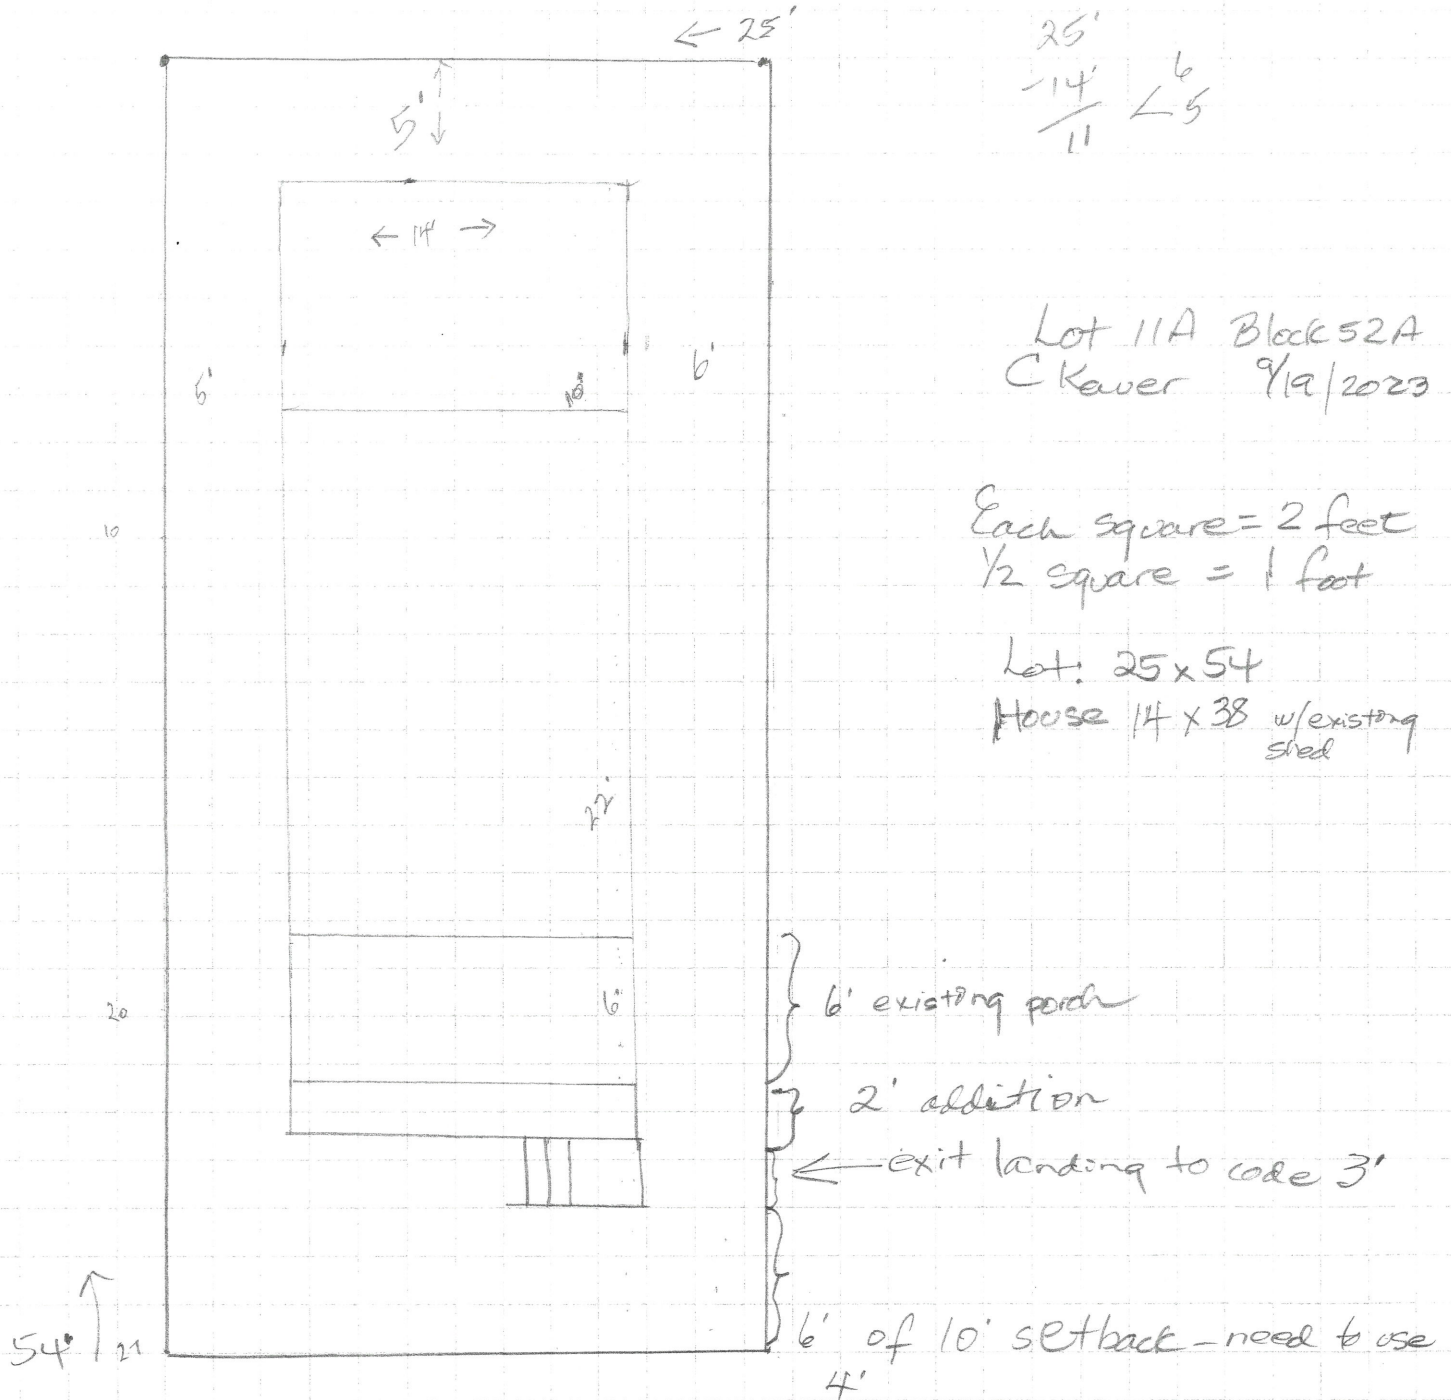 ← 25'
25'
-14'
11 < 6
5
5'
← 14' →
Lot 11A Block 52A
C Kauer 9/19/2023
5'
6'
10
Each square = 2 feet
1/2 square = 1 foot
Lot: 25 x 54
House 14 x 38 w/existing
shed
22'
6'
6' existing porch
20
2' addition
← exit landing to code 3'
54' ↑ 27
6' of 10' setback - need to use
4'